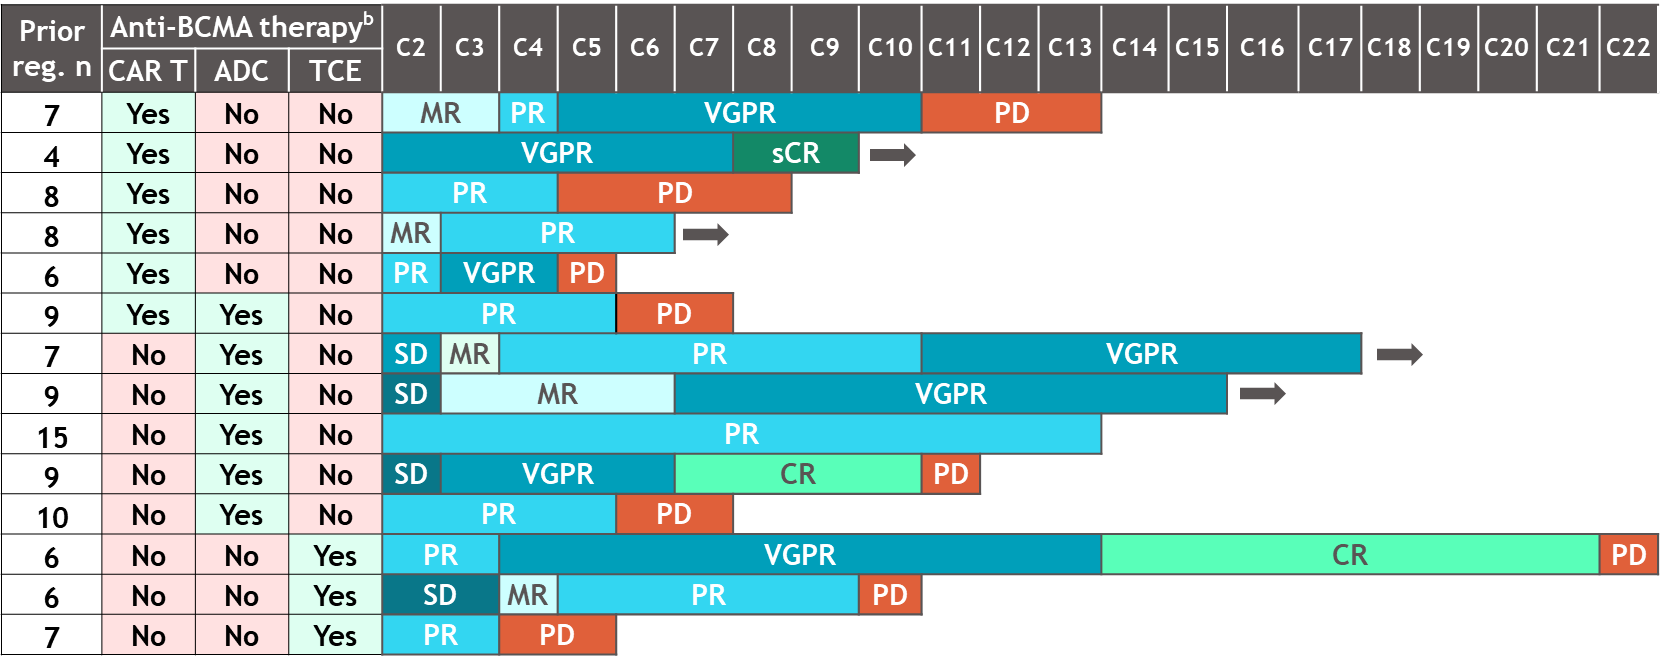 Prior reg. n Anti-BCMA therapyb C2 C3 C4 C5 C6 C7 C8 C9 C10 C11 C12 C13 C14 C15 C16 C17 C18 C19 C20 C21 C22
CAR T ADC TCE
7 Yes No No MR PR VGPR PD
4 Yes No No VGPR sCR
8 Yes No No PR PD
8 Yes No No MR PR
6 Yes No No PR VGPR PD
9 Yes Yes No PR PD
7 No Yes No SD MR PR VGPR
9 No Yes No SD MR VGPR
15 No Yes No PR
9 No Yes No SD VGPR CR PD
10 No Yes No PR PD
6 No No Yes PR VGPR CR PD
6 No No Yes SD MR PR PD
7 No No Yes PR PD